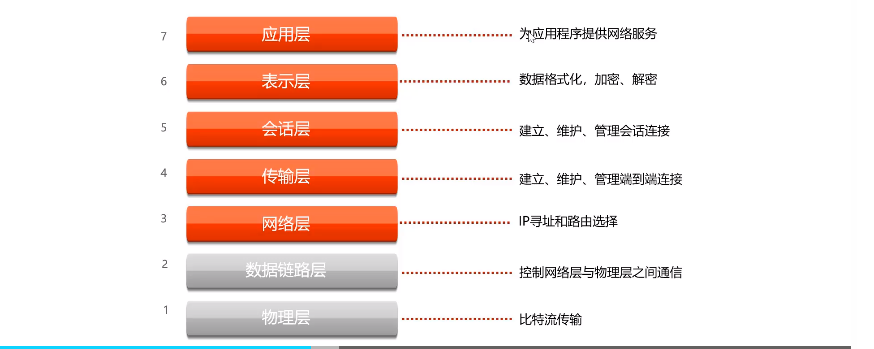 7 应用层 为应用程序提供网络服务
6 表示层 数据格式化，加密、解密
5 会话层 建立、维护、管理会话连接
4 传输层 建立、维护、管理端到端连接
3 网络层 IP寻址和路由选择
2 数据链路层 控制网络层与物理层之间通信
1 物理层 比特流传输